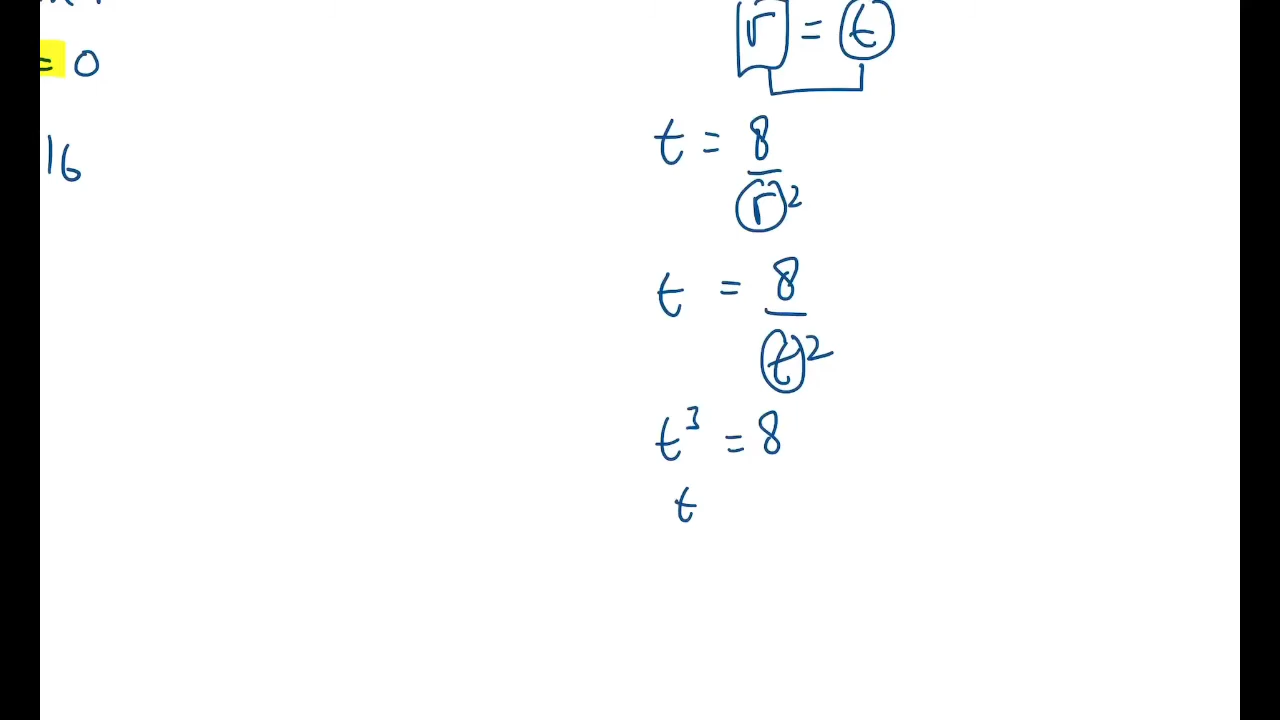 = 0
16
r = t
t = 8/r²
t = 8/t²
t³ = 8
t